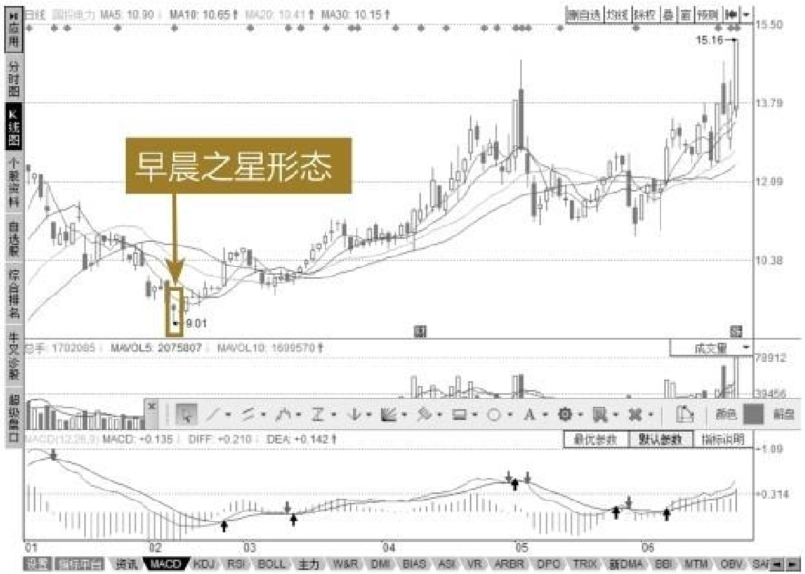 日线 国投电力 MA5: 10.90↓ MA10: 10.65↑ MA20: 10.41↑ MA30: 10.15↑
删自选 均线 除权 叠 窗 预测
应用
分时图
K线图
个股资料
自选股
综合排名
牛叉诊股
超级盘口
15.50
15.16
13.79
12.09
10.38
早晨之星形态
9.01
总手: 1702085↓ MAVOL5: 2075807↓ MAVOL10: 1699570↑
成交量
78912
39456
A
颜色
解盘
MACD(12,26,9) MACD: +0.135↓ DIFF: +0.210↓ DEA: +0.142↑
最优参数 默认参数 指标说明
+1.09
+0.314
01 02 03 04 05 06
设置 指标平台 资讯 MACD KDJ RSI BOLL 主力 W&R DMI BIAS ASI VR ARBR DPO TRIX 新DMA BBI MTM OBV SAR